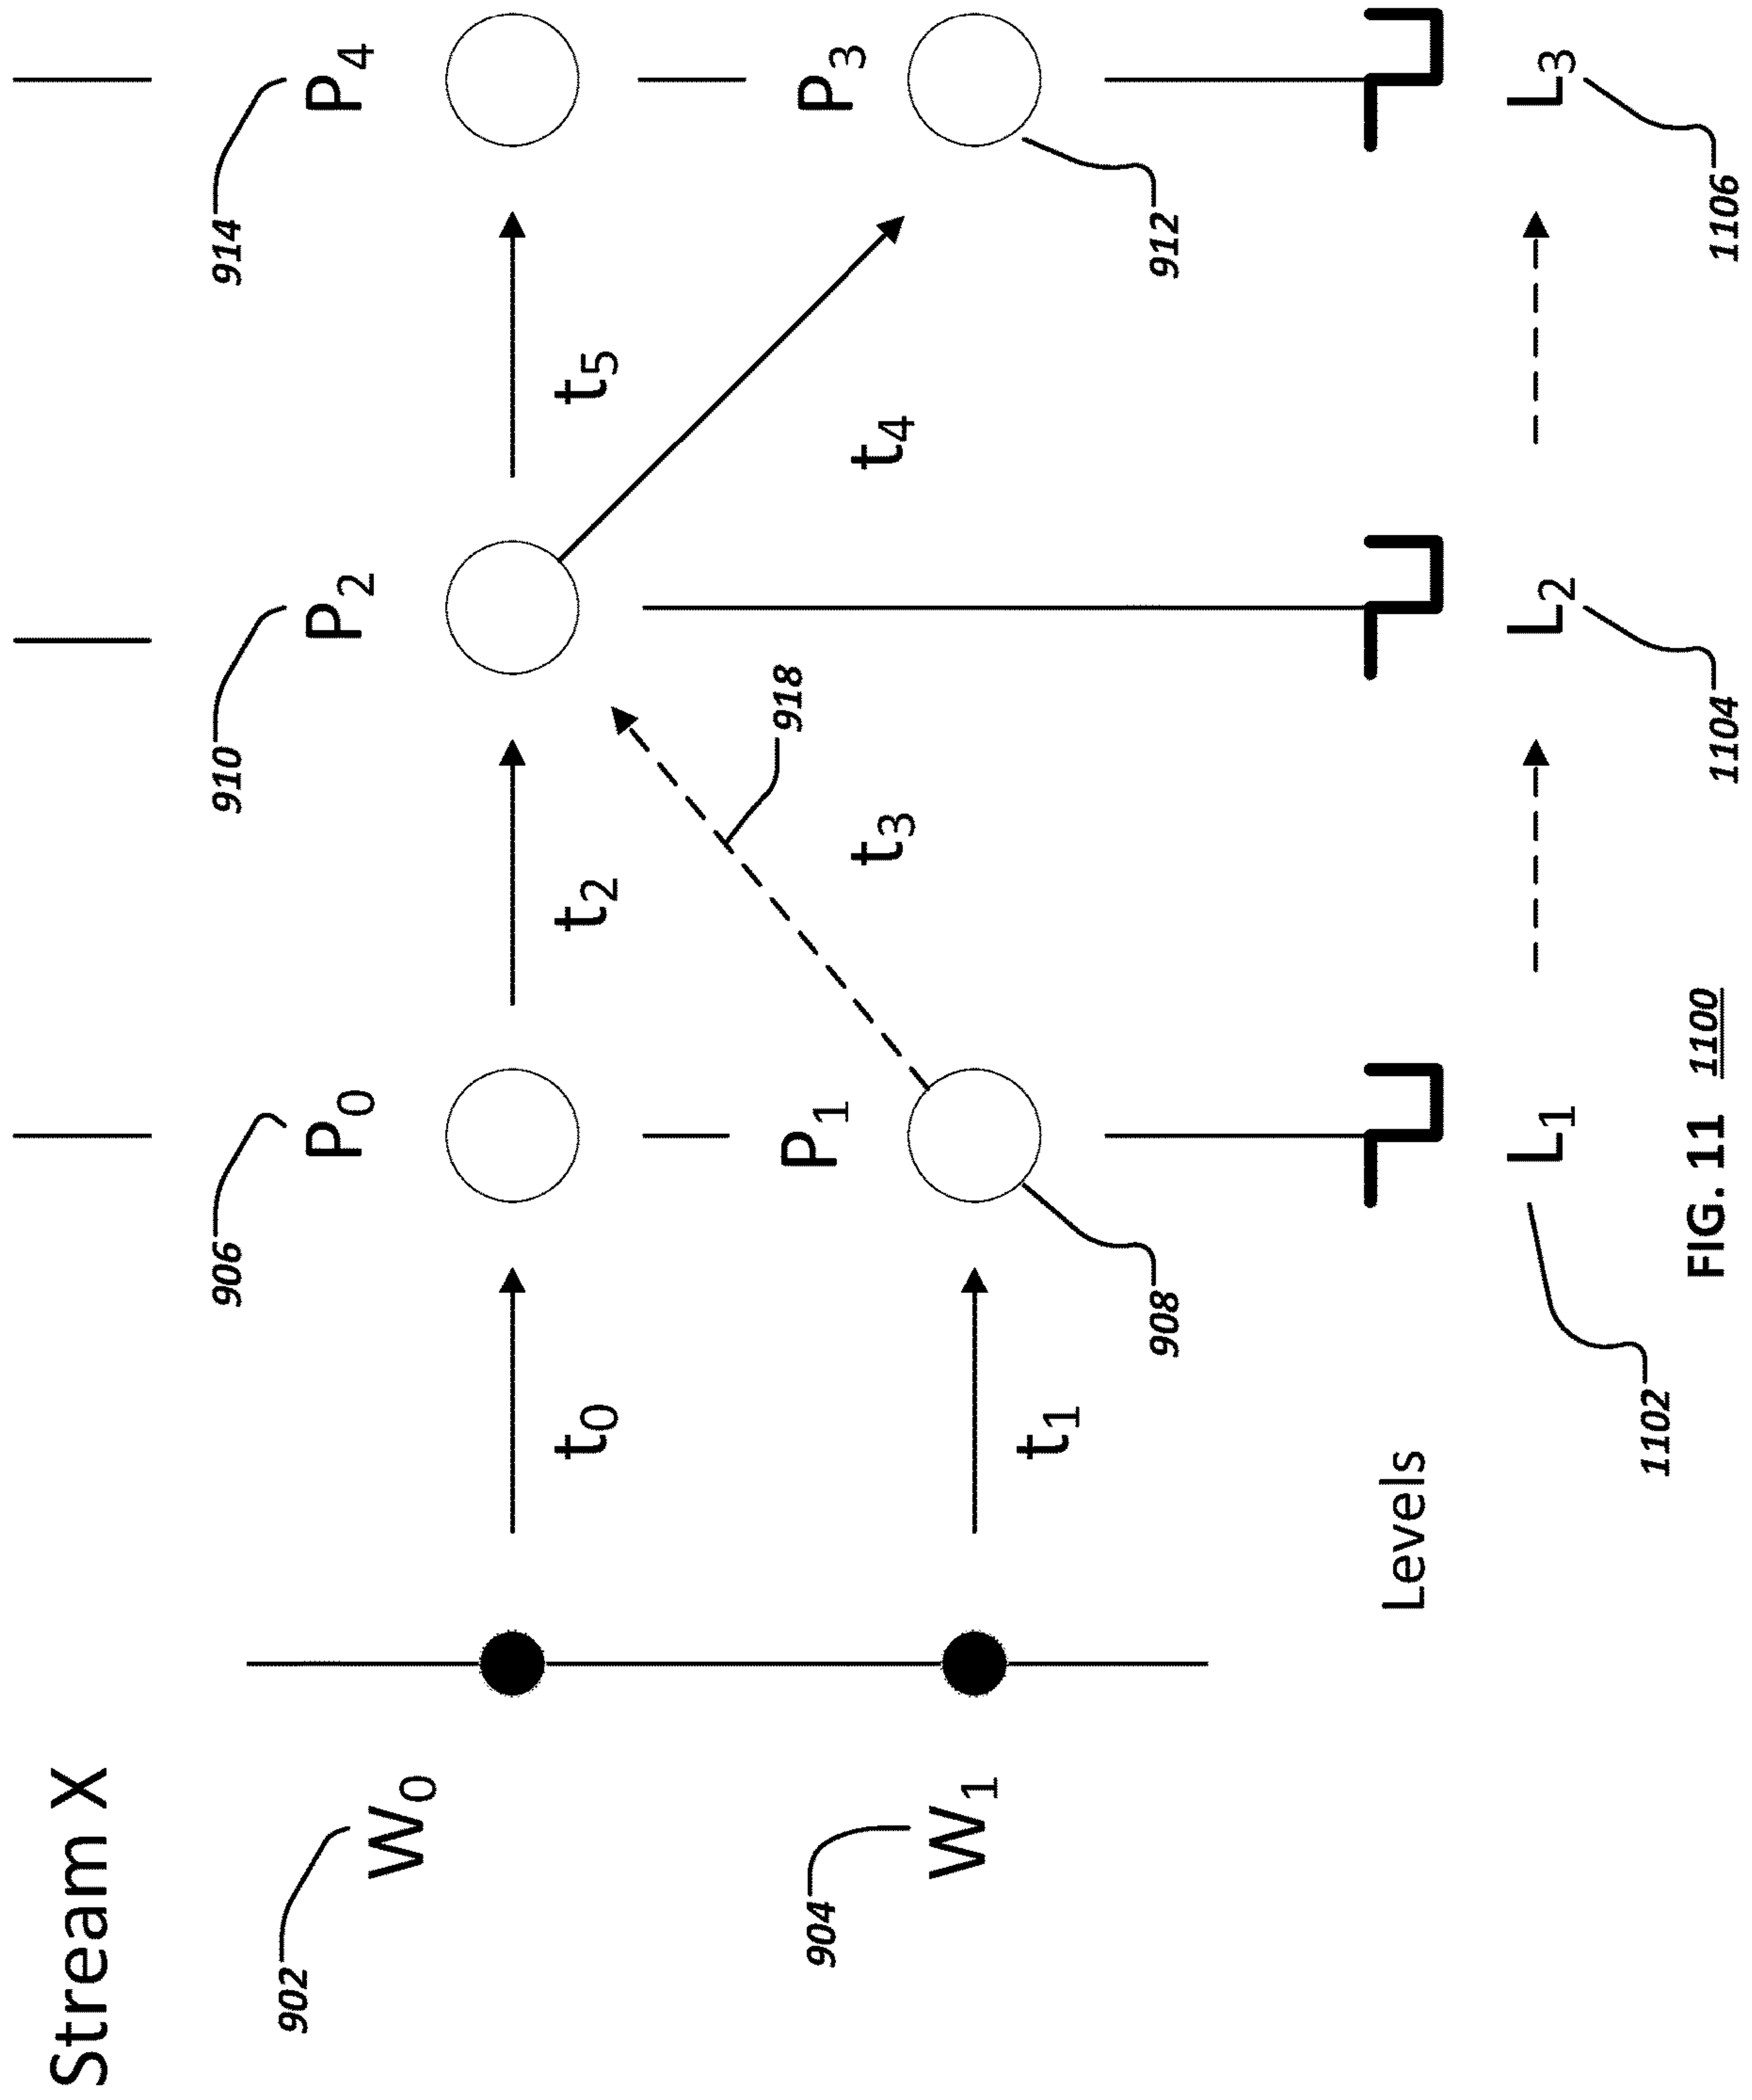 Stream X
902
W0
904
W1
906
P0
908
P1
910
P2
912
P3
914
P4
918
t0
t1
t2
t3
t4
t5
Levels
L1
L2
L3
1102
1104
1106
FIG. 11 1100